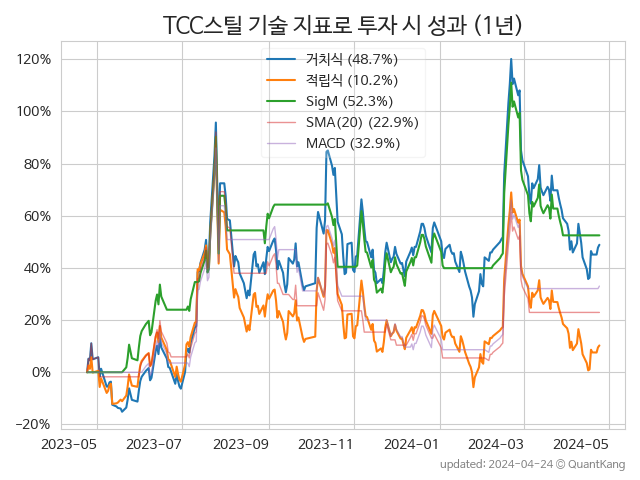 TCC스틸 기술 지표로 투자 시 성과 (1년)
120%
100%
80%
60%
40%
20%
0%
−20%
거치식 (48.7%)
적립식 (10.2%)
SigM (52.3%)
SMA(20) (22.9%)
MACD (32.9%)
2023-05 2023-07 2023-09 2023-11 2024-01 2024-03 2024-05
updated: 2024-04-24 © QuantKang